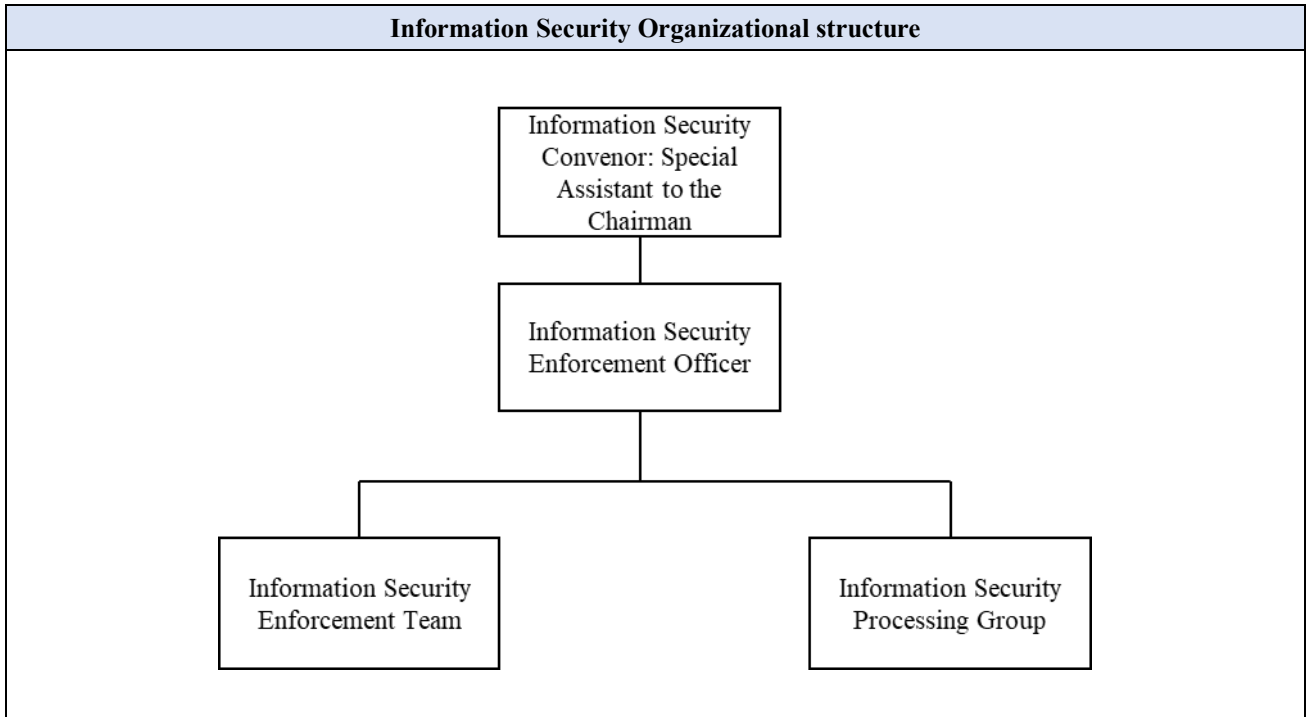 Information Security Organizational structure
Information Security
Convenor: Special
Assistant to the
Chairman
Information Security
Enforcement Officer
Information Security
Enforcement Team
Information Security
Processing Group